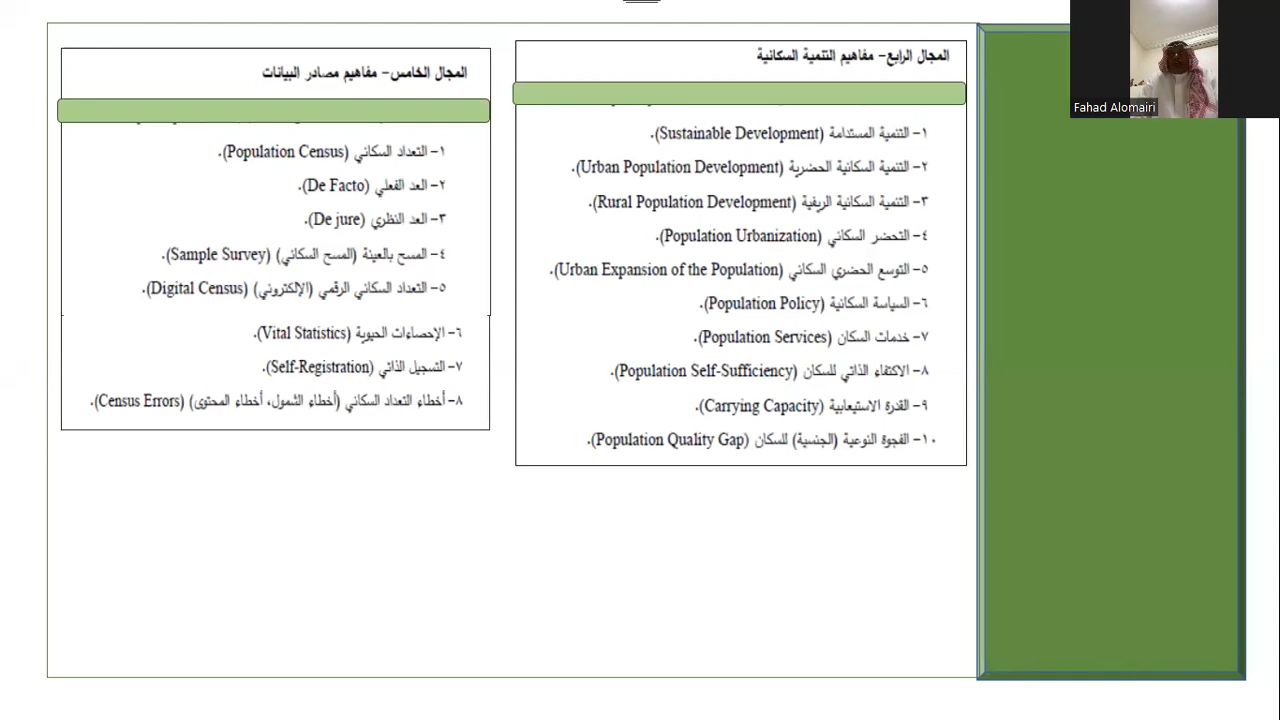 المجال الرابع- مفاهيم التنمية السكانية
١- التنمية المستدامة (Sustainable Development).
٢- التنمية السكانية الحضرية (Urban Population Development).
٣- التنمية السكانية الريفية (Rural Population Development).
٤- التحضر السكاني (Population Urbanization).
٥- التوسع الحضري السكاني (Urban Expansion of the Population).
٦- السياسة السكانية (Population Policy).
٧- خدمات السكان (Population Services).
٨- الاكتفاء الذاتي للسكان (Population Self-Sufficiency).
٩- القدرة الاستيعابية (Carrying Capacity).
١٠- الفجوة النوعية (الجنسية) للسكان (Population Quality Gap).
المجال الخامس- مفاهيم مصادر البيانات
١- التعداد السكاني (Population Census).
٢- العد الفعلي (De Facto).
٣- العد النظري (De jure).
٤- المسح بالعينة (المسح السكاني) (Sample Survey).
٥- التعداد السكاني الرقمي (الإلكتروني) (Digital Census).
٦- الإحصاءات الحيوية (Vital Statistics).
٧- التسجيل الذاتي (Self-Registration).
٨- أخطاء التعداد السكاني (أخطاء الشمول، أخطاء المحتوى) (Census Errors).
Fahad Alomairi